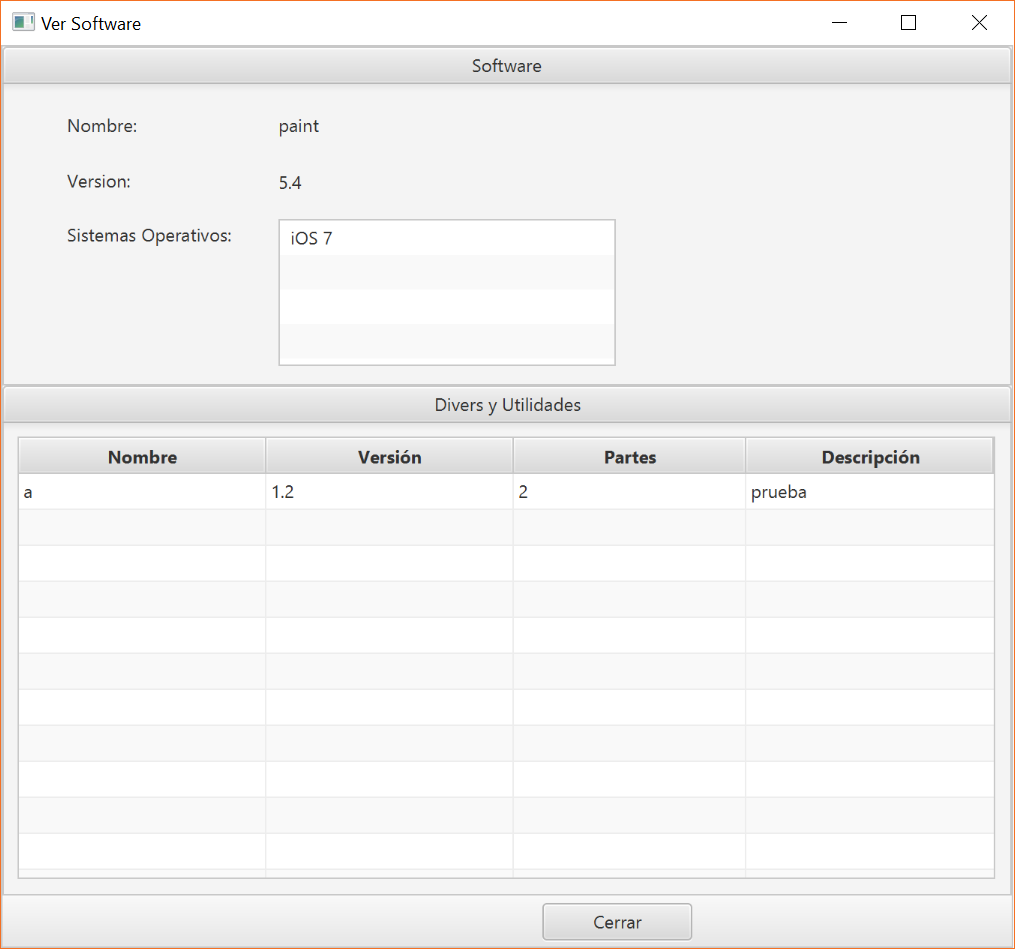 Ver Software
Software
Nombre: paint
Version: 5.4
Sistemas Operativos: iOS 7
Divers y Utilidades
Nombre Versión Partes Descripción
a 1.2 2 prueba
Cerrar